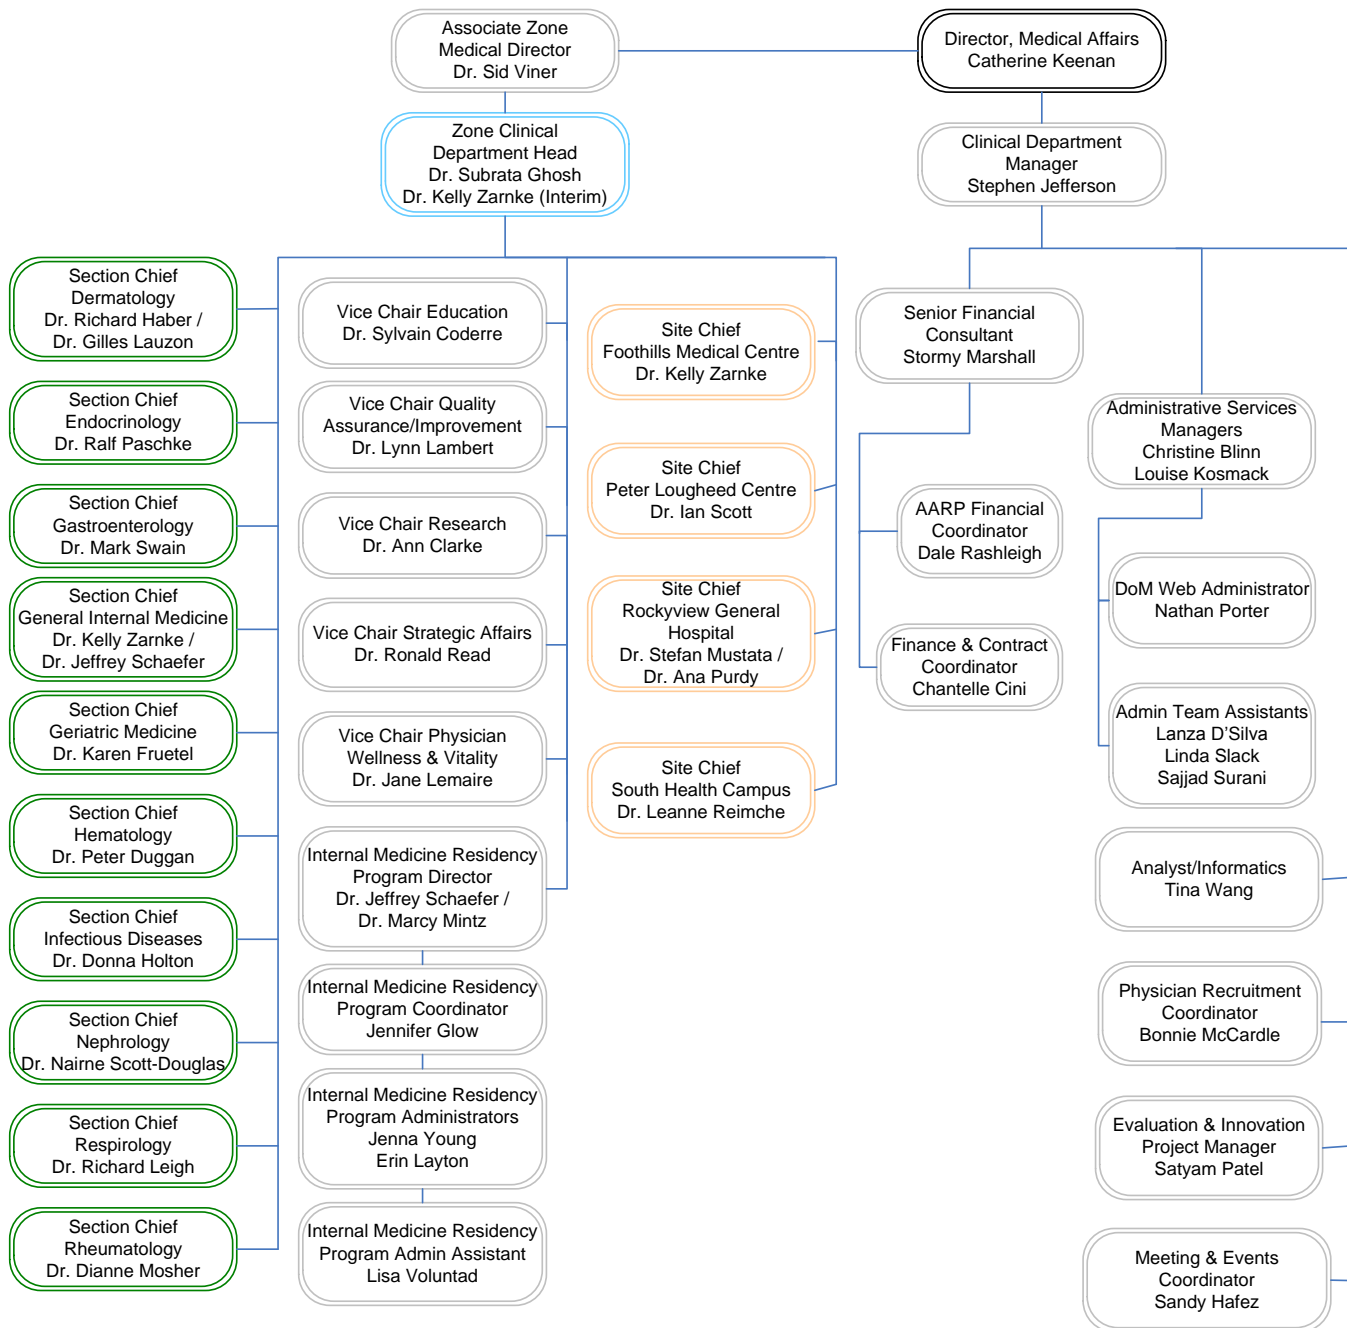 Associate Zone
Medical Director
Dr. Sid Viner
Director, Medical Affairs
Catherine Keenan
Zone Clinical
Department Head
Dr. Subrata Ghosh
Dr. Kelly Zarnke (Interim)
Clinical Department
Manager
Stephen Jefferson
Section Chief
Dermatology
Dr. Richard Haber /
Dr. Gilles Lauzon
Section Chief
Endocrinology
Dr. Ralf Paschke
Section Chief
Gastroenterology
Dr. Mark Swain
Section Chief
General Internal Medicine
Dr. Kelly Zarnke /
Dr. Jeffrey Schaefer
Section Chief
Geriatric Medicine
Dr. Karen Fruetel
Section Chief
Hematology
Dr. Peter Duggan
Section Chief
Infectious Diseases
Dr. Donna Holton
Section Chief
Nephrology
Dr. Nairne Scott-Douglas
Section Chief
Respirology
Dr. Richard Leigh
Section Chief
Rheumatology
Dr. Dianne Mosher
Vice Chair Education
Dr. Sylvain Coderre
Vice Chair Quality
Assurance/Improvement
Dr. Lynn Lambert
Vice Chair Research
Dr. Ann Clarke
Vice Chair Strategic Affairs
Dr. Ronald Read
Vice Chair Physician
Wellness & Vitality
Dr. Jane Lemaire
Internal Medicine Residency
Program Director
Dr. Jeffrey Schaefer /
Dr. Marcy Mintz
Internal Medicine Residency
Program Coordinator
Jennifer Glow
Internal Medicine Residency
Program Administrators
Jenna Young
Erin Layton
Internal Medicine Residency
Program Admin Assistant
Lisa Voluntad
Site Chief
Foothills Medical Centre
Dr. Kelly Zarnke
Site Chief
Peter Lougheed Centre
Dr. Ian Scott
Site Chief
Rockyview General
Hospital
Dr. Stefan Mustata /
Dr. Ana Purdy
Site Chief
South Health Campus
Dr. Leanne Reimche
Senior Financial
Consultant
Stormy Marshall
AARP Financial
Coordinator
Dale Rashleigh
Finance & Contract
Coordinator
Chantelle Cini
Administrative Services
Managers
Christine Blinn
Louise Kosmack
DoM Web Administrator
Nathan Porter
Admin Team Assistants
Lanza D'Silva
Linda Slack
Sajjad Surani
Analyst/Informatics
Tina Wang
Physician Recruitment
Coordinator
Bonnie McCardle
Evaluation & Innovation
Project Manager
Satyam Patel
Meeting & Events
Coordinator
Sandy Hafez